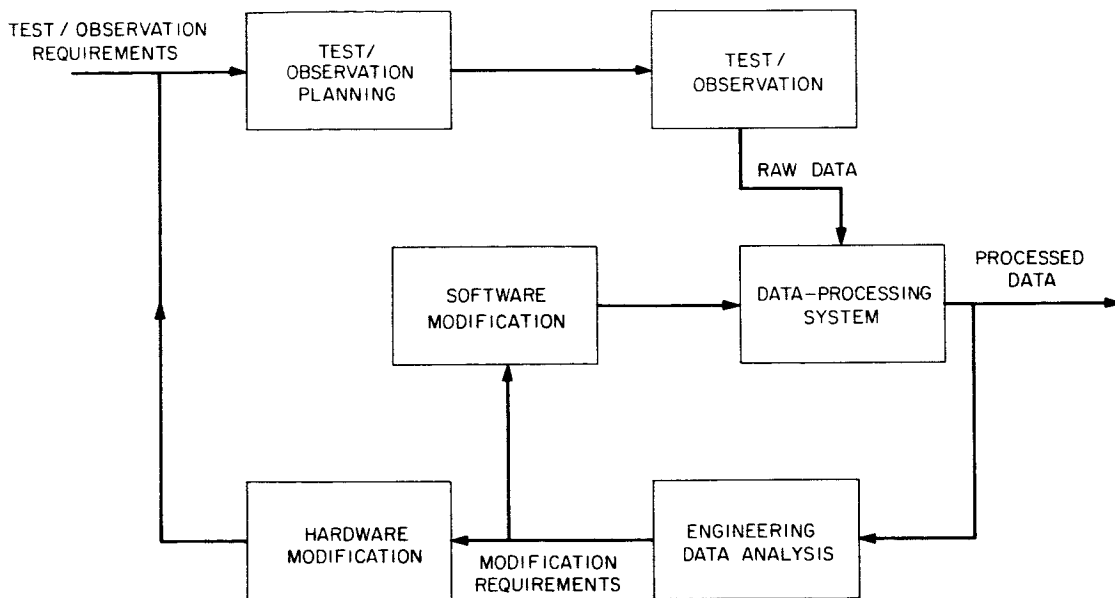 TEST / OBSERVATION
REQUIREMENTS
TEST/
OBSERVATION
PLANNING
TEST/
OBSERVATION
RAW DATA
SOFTWARE
MODIFICATION
DATA-PROCESSING
SYSTEM
PROCESSED
DATA
HARDWARE
MODIFICATION
MODIFICATION
REQUIREMENTS
ENGINEERING
DATA ANALYSIS